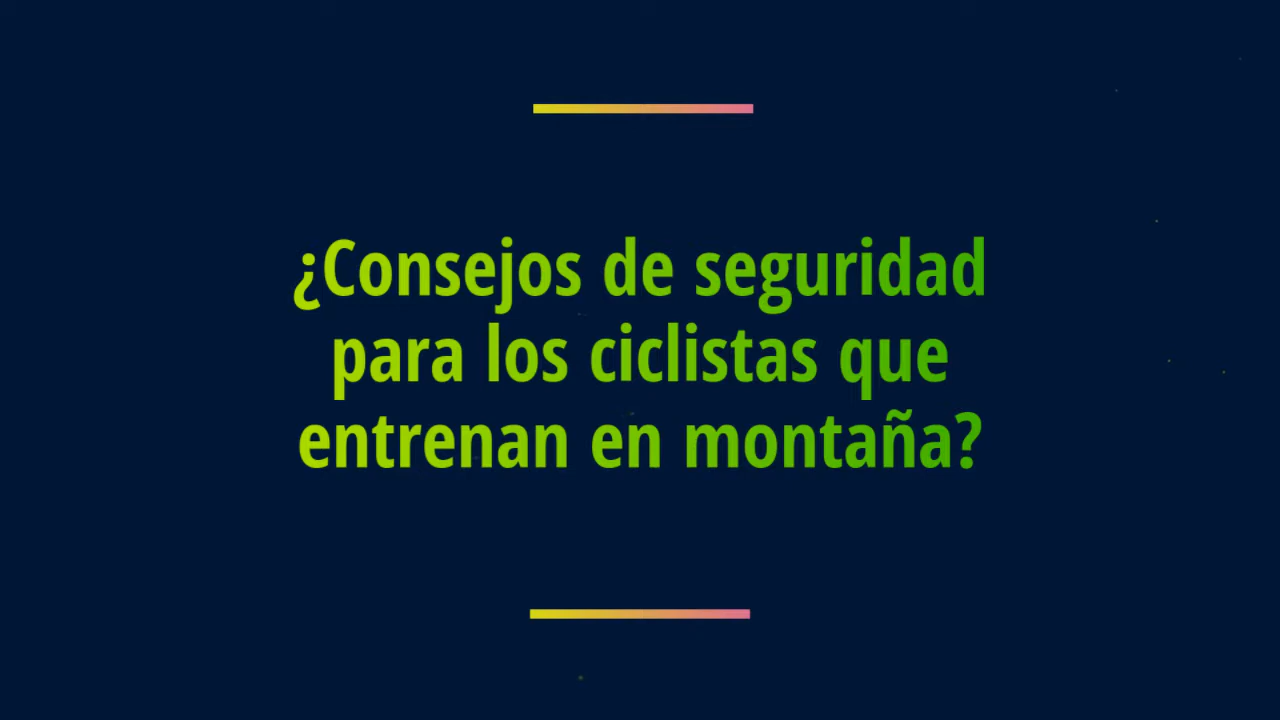 ¿Consejos de seguridad
para los ciclistas que
entrenan en montaña?